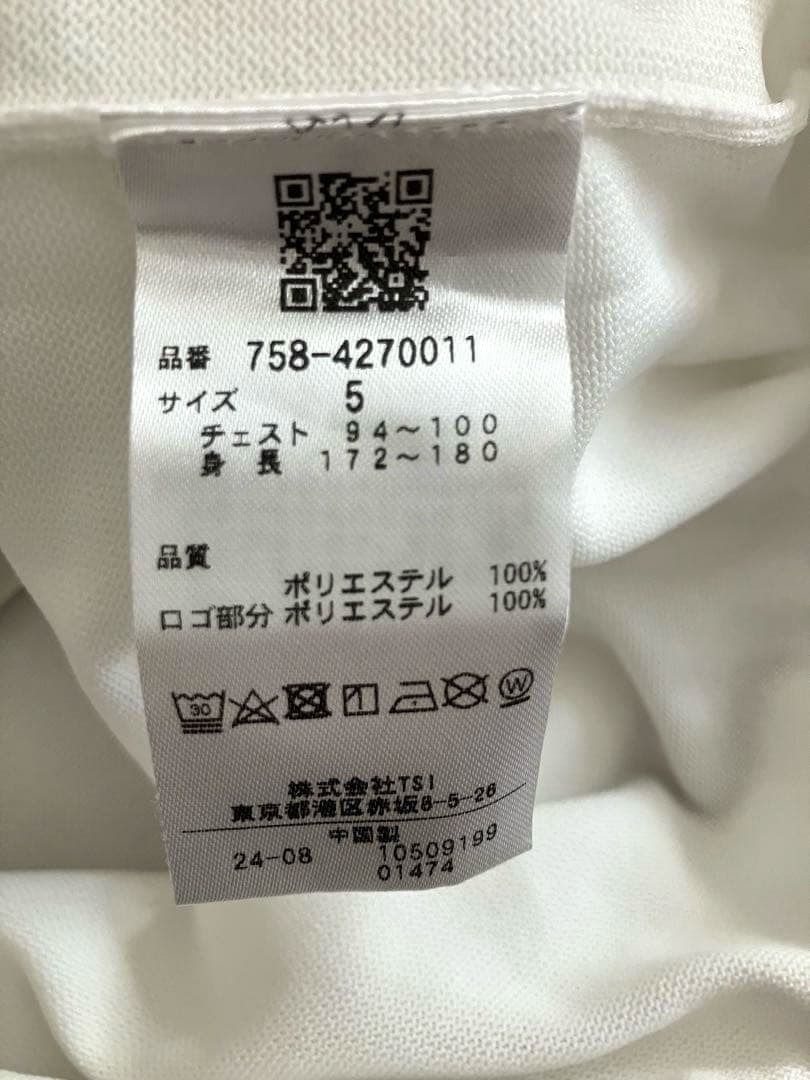 品番 758-4270011
サイズ 5
チェスト 94～100
身長 172～180
品質
ポリエステル 100%
ロゴ部分 ポリエステル 100%
30
W
株式会社TSI
東京都港区赤坂8-5-26
中国製
24-08 10509199
01474